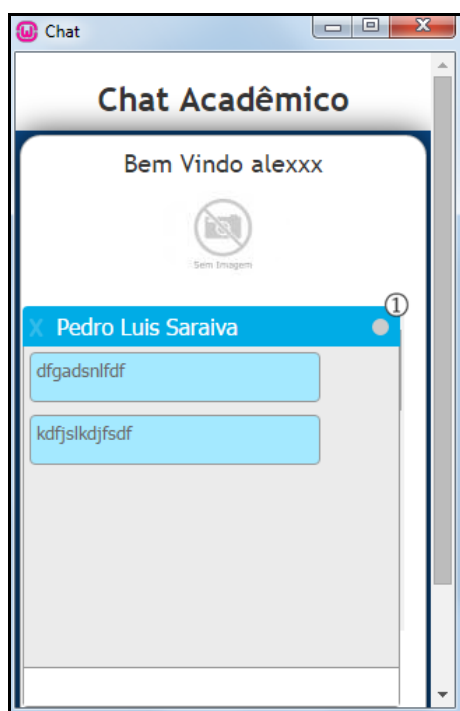 Chat
Chat Acadêmico
Bem Vindo alexxx
Sem Imagem
①
X Pedro Luis Saraiva
dfgadsnlfdf
kdfjslkdjfsdf